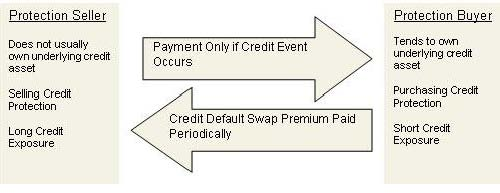 Protection Seller
Does not usually
own underlying credit
asset
Selling Credit
Protection
Long Credit
Exposure
Payment Only if Credit Event
Occurs
Credit Default Swap Premium Paid
Periodically
Protection Buyer
Tends to own
underlying credit
asset
Purchasing Credit
Protection
Short Credit
Exposure